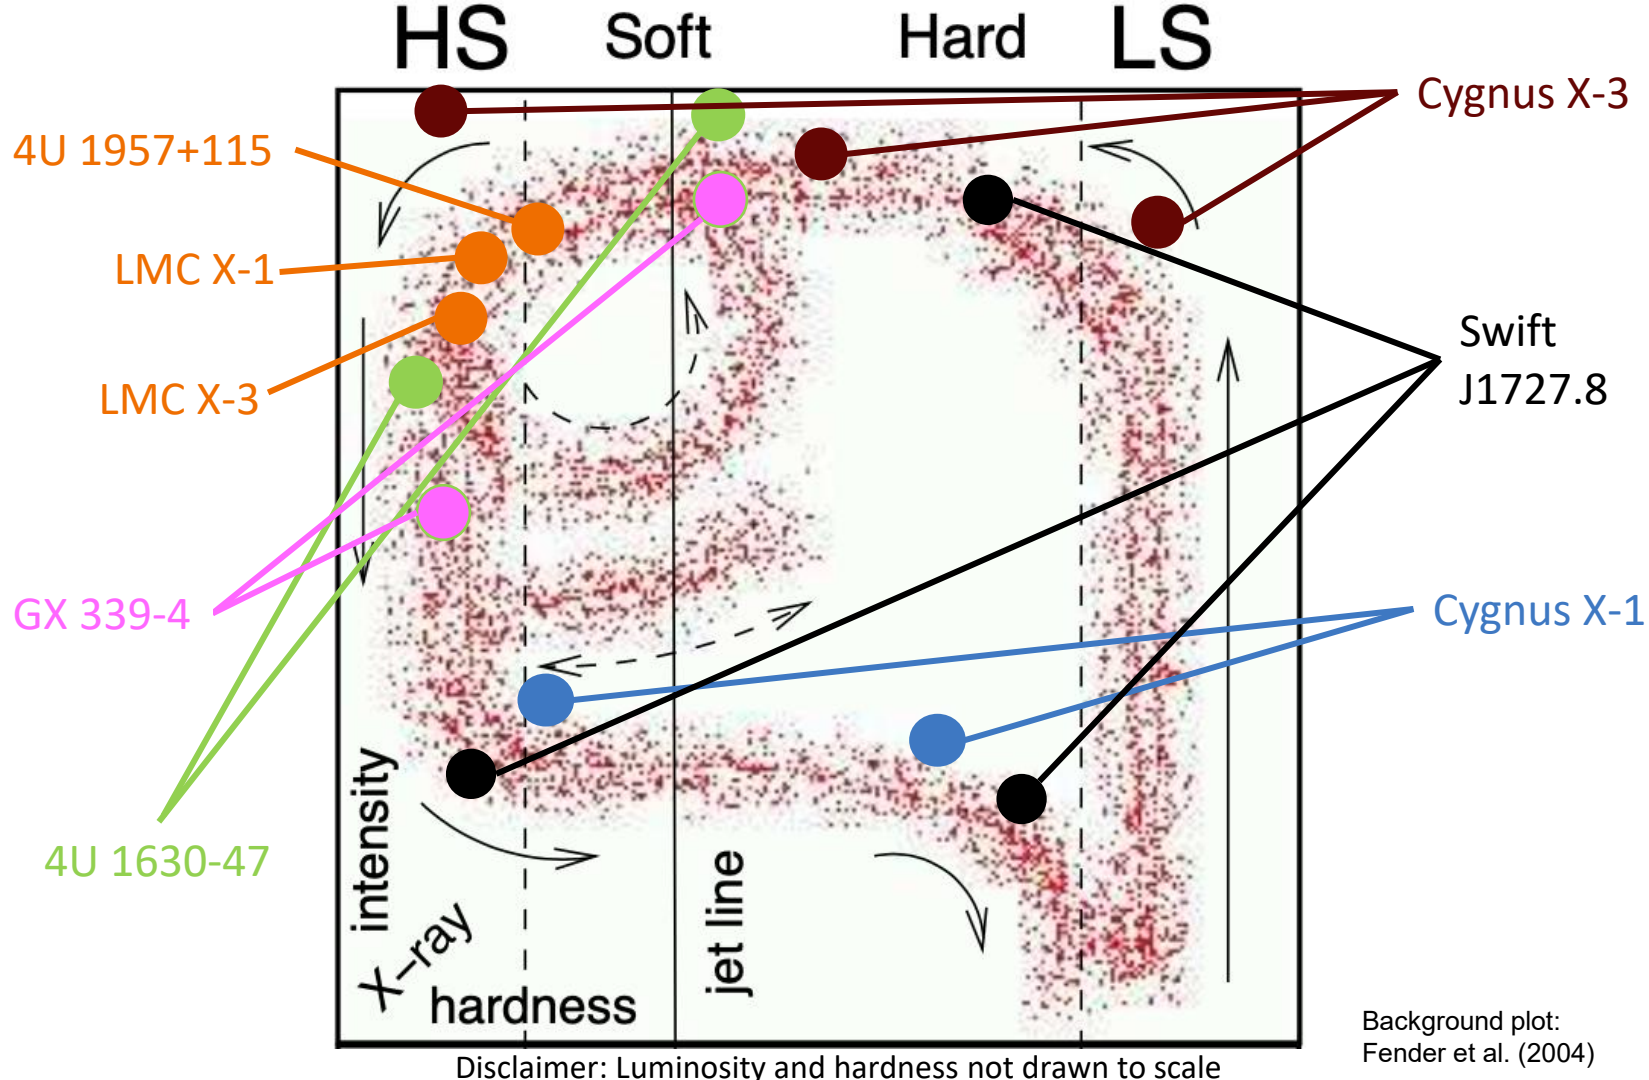 HS Soft Hard LS
Cygnus X-3
4U 1957+115
LMC X-1
Swift
J1727.8
LMC X-3
GX 339-4
Cygnus X-1
4U 1630-47
intensity
X-ray
hardness
jet line
Background plot:
Fender et al. (2004)
Disclaimer: Luminosity and hardness not drawn to scale